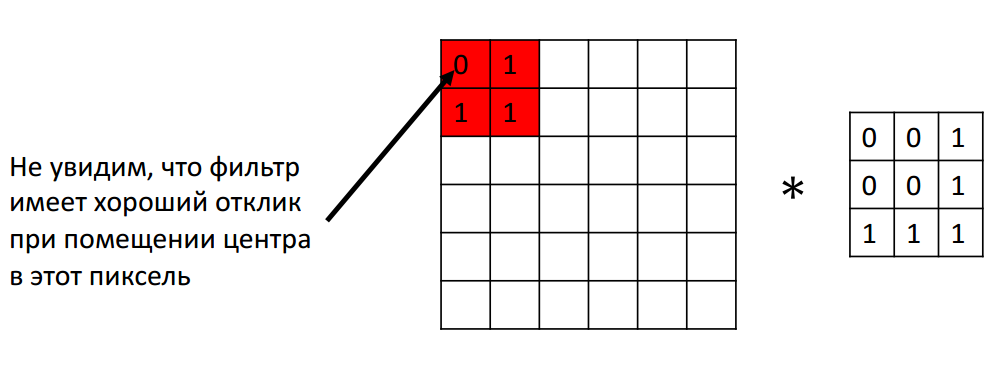 Не увидим, что фильтр
имеет хороший отклик
при помещении центра
в этот пиксель
0 1
1 1
*
0 0 1
0 0 1
1 1 1